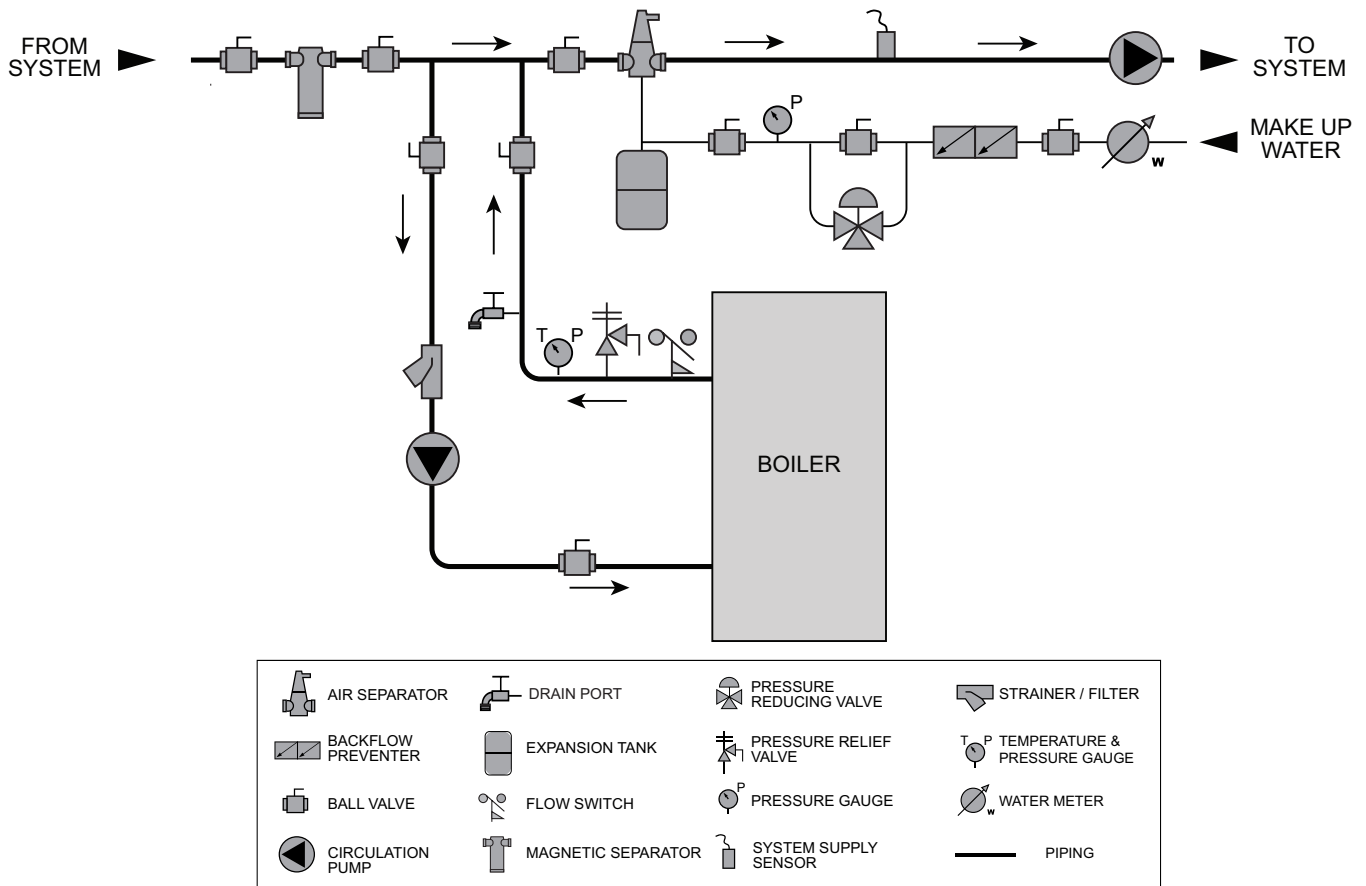 FROM
SYSTEM
TO
SYSTEM
P
MAKE UP
WATER
w
T P
BOILER
AIR SEPARATOR
DRAIN PORT
PRESSURE
REDUCING VALVE
STRAINER / FILTER
BACKFLOW
PREVENTER
EXPANSION TANK
PRESSURE RELIEF
VALVE
T P
TEMPERATURE &
PRESSURE GAUGE
BALL VALVE
FLOW SWITCH
P
PRESSURE GAUGE
w
WATER METER
CIRCULATION
PUMP
MAGNETIC SEPARATOR
SYSTEM SUPPLY
SENSOR
PIPING